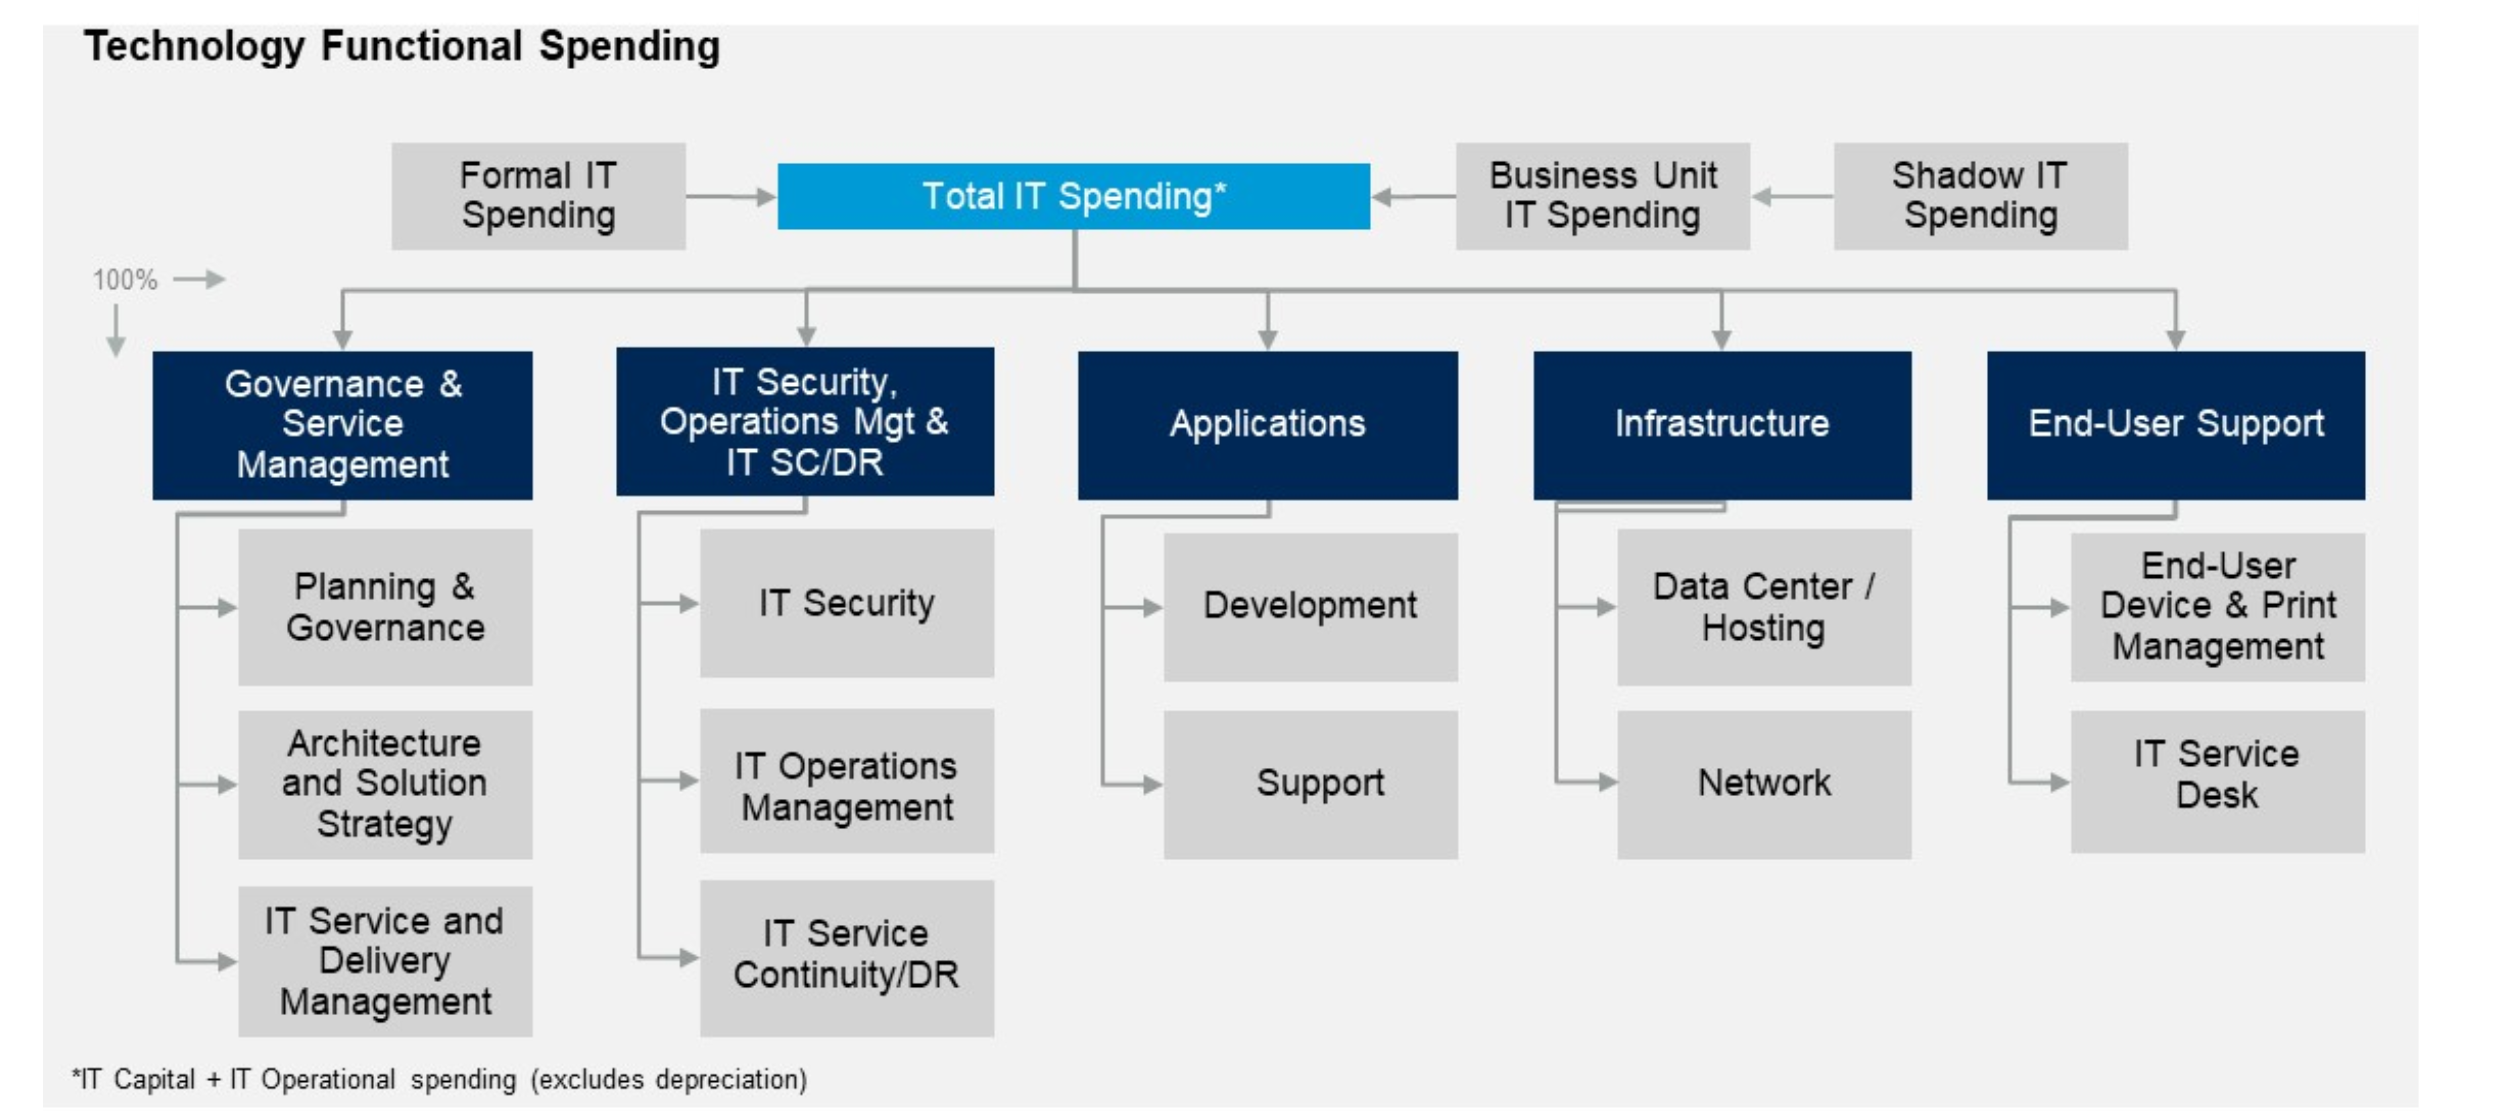 Technology Functional Spending
Formal IT
Spending
Total IT Spending*
Business Unit
IT Spending
Shadow IT
Spending
100%
Governance &
Service
Management
IT Security,
Operations Mgt &
IT SC/DR
Applications
Infrastructure
End-User Support
Planning &
Governance
IT Security
Development
Data Center /
Hosting
End-User
Device & Print
Management
Architecture
and Solution
Strategy
IT Operations
Management
Support
Network
IT Service
Desk
IT Service and
Delivery
Management
IT Service
Continuity/DR
*IT Capital + IT Operational spending (excludes depreciation)